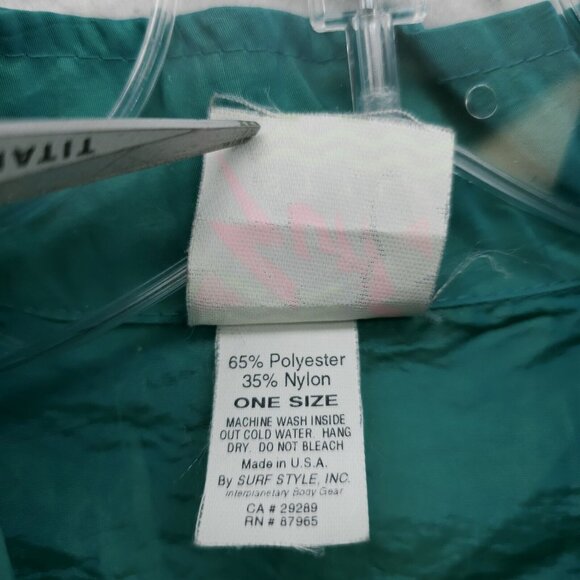 TITA
65% Polyester
35% Nylon
ONE SIZE
MACHINE WASH INSIDE
OUT COLD WATER. HANG
DRY. DO NOT BLEACH
Made in U.S.A.
By SURF STYLE, INC.
Interplanetary Body Gear
CA # 29289
RN # 87965